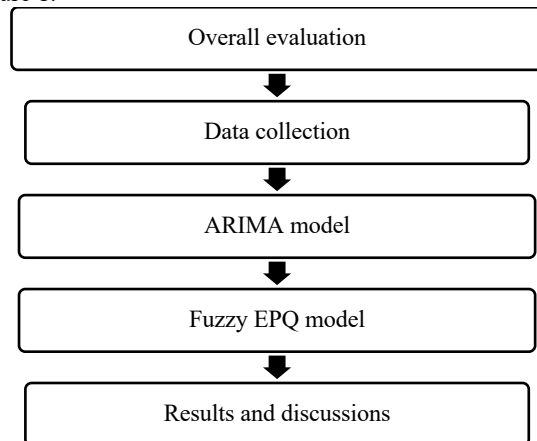 Overall evaluation
Data collection
ARIMA model
Fuzzy EPQ model
Results and discussions